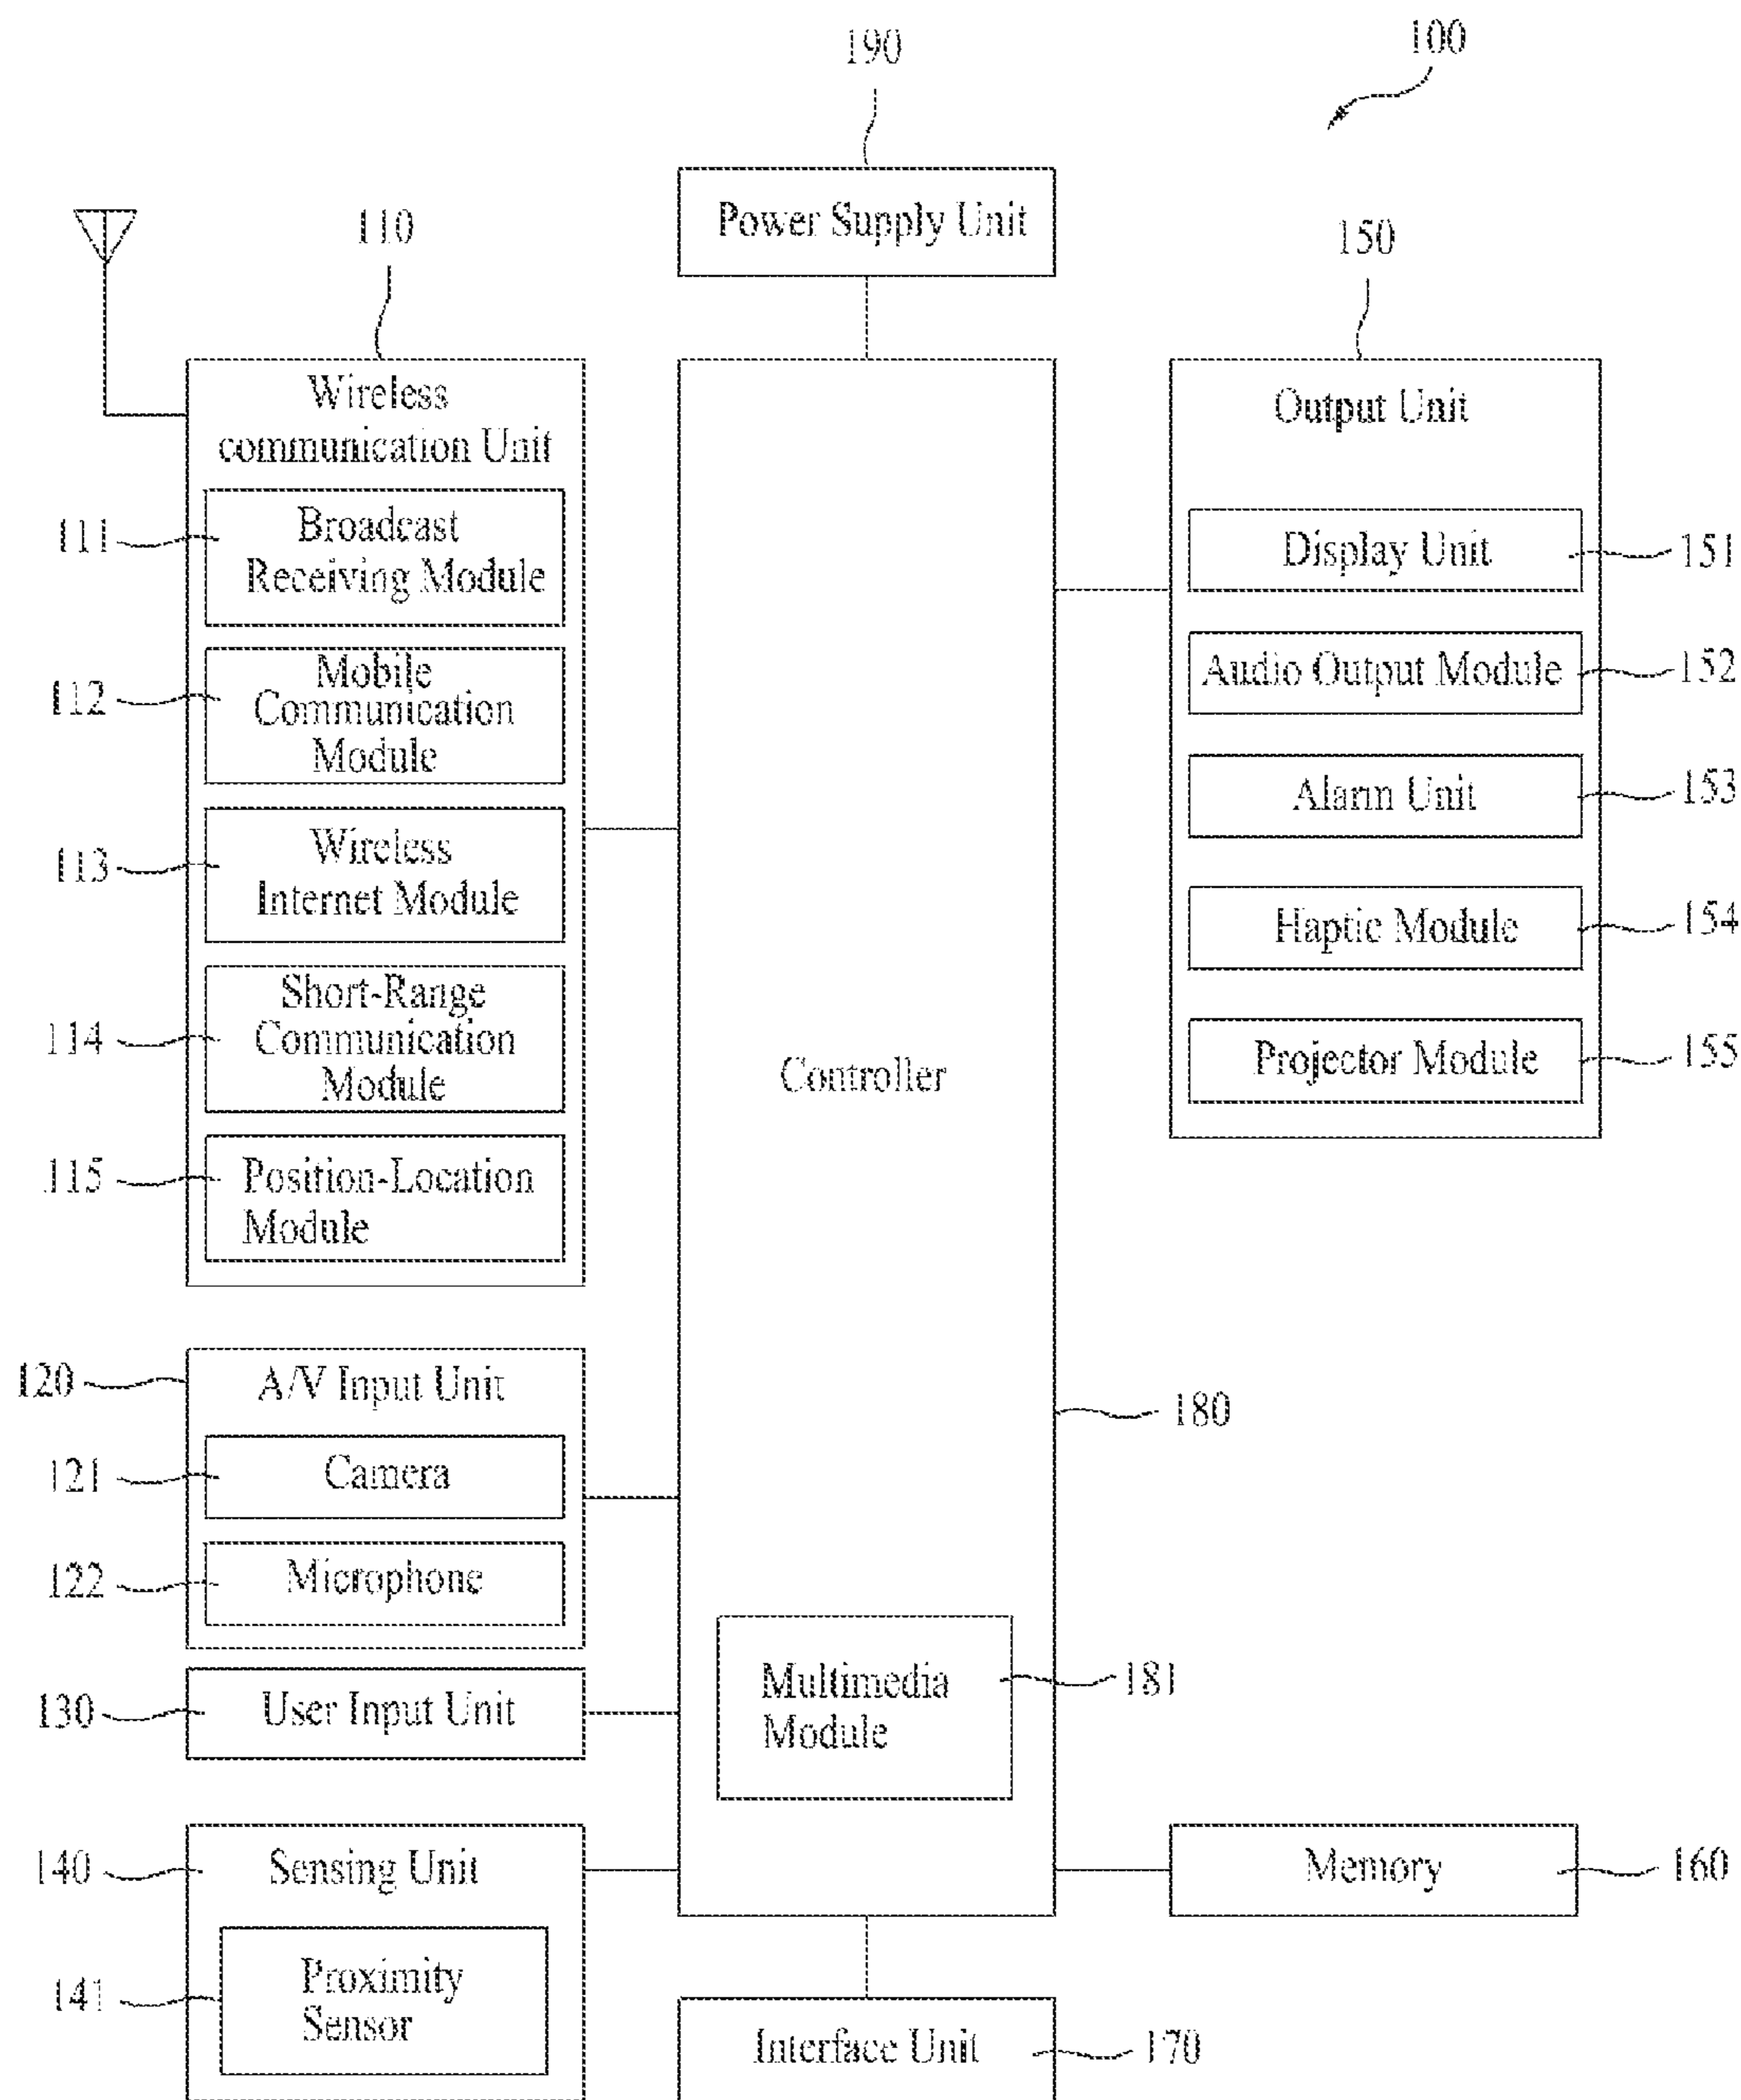 190
100
Power Supply Unit
110
150
Wireless
communication Unit
111
Broadcast
Receiving Module
112
Mobile
Communication
Module
113
Wireless
Internet Module
114
Short-Range
Communication
Module
115
Position-Location
Module
120
A/V Input Unit
121
Camera
122
Microphone
130
User Input Unit
140
Sensing Unit
141
Proximity
Sensor
Controller
180
Multimedia
Module
181
Output Unit
Display Unit
151
Audio Output Module
152
Alarm Unit
153
Haptic Module
154
Projector Module
155
Memory
160
Interface Unit
170